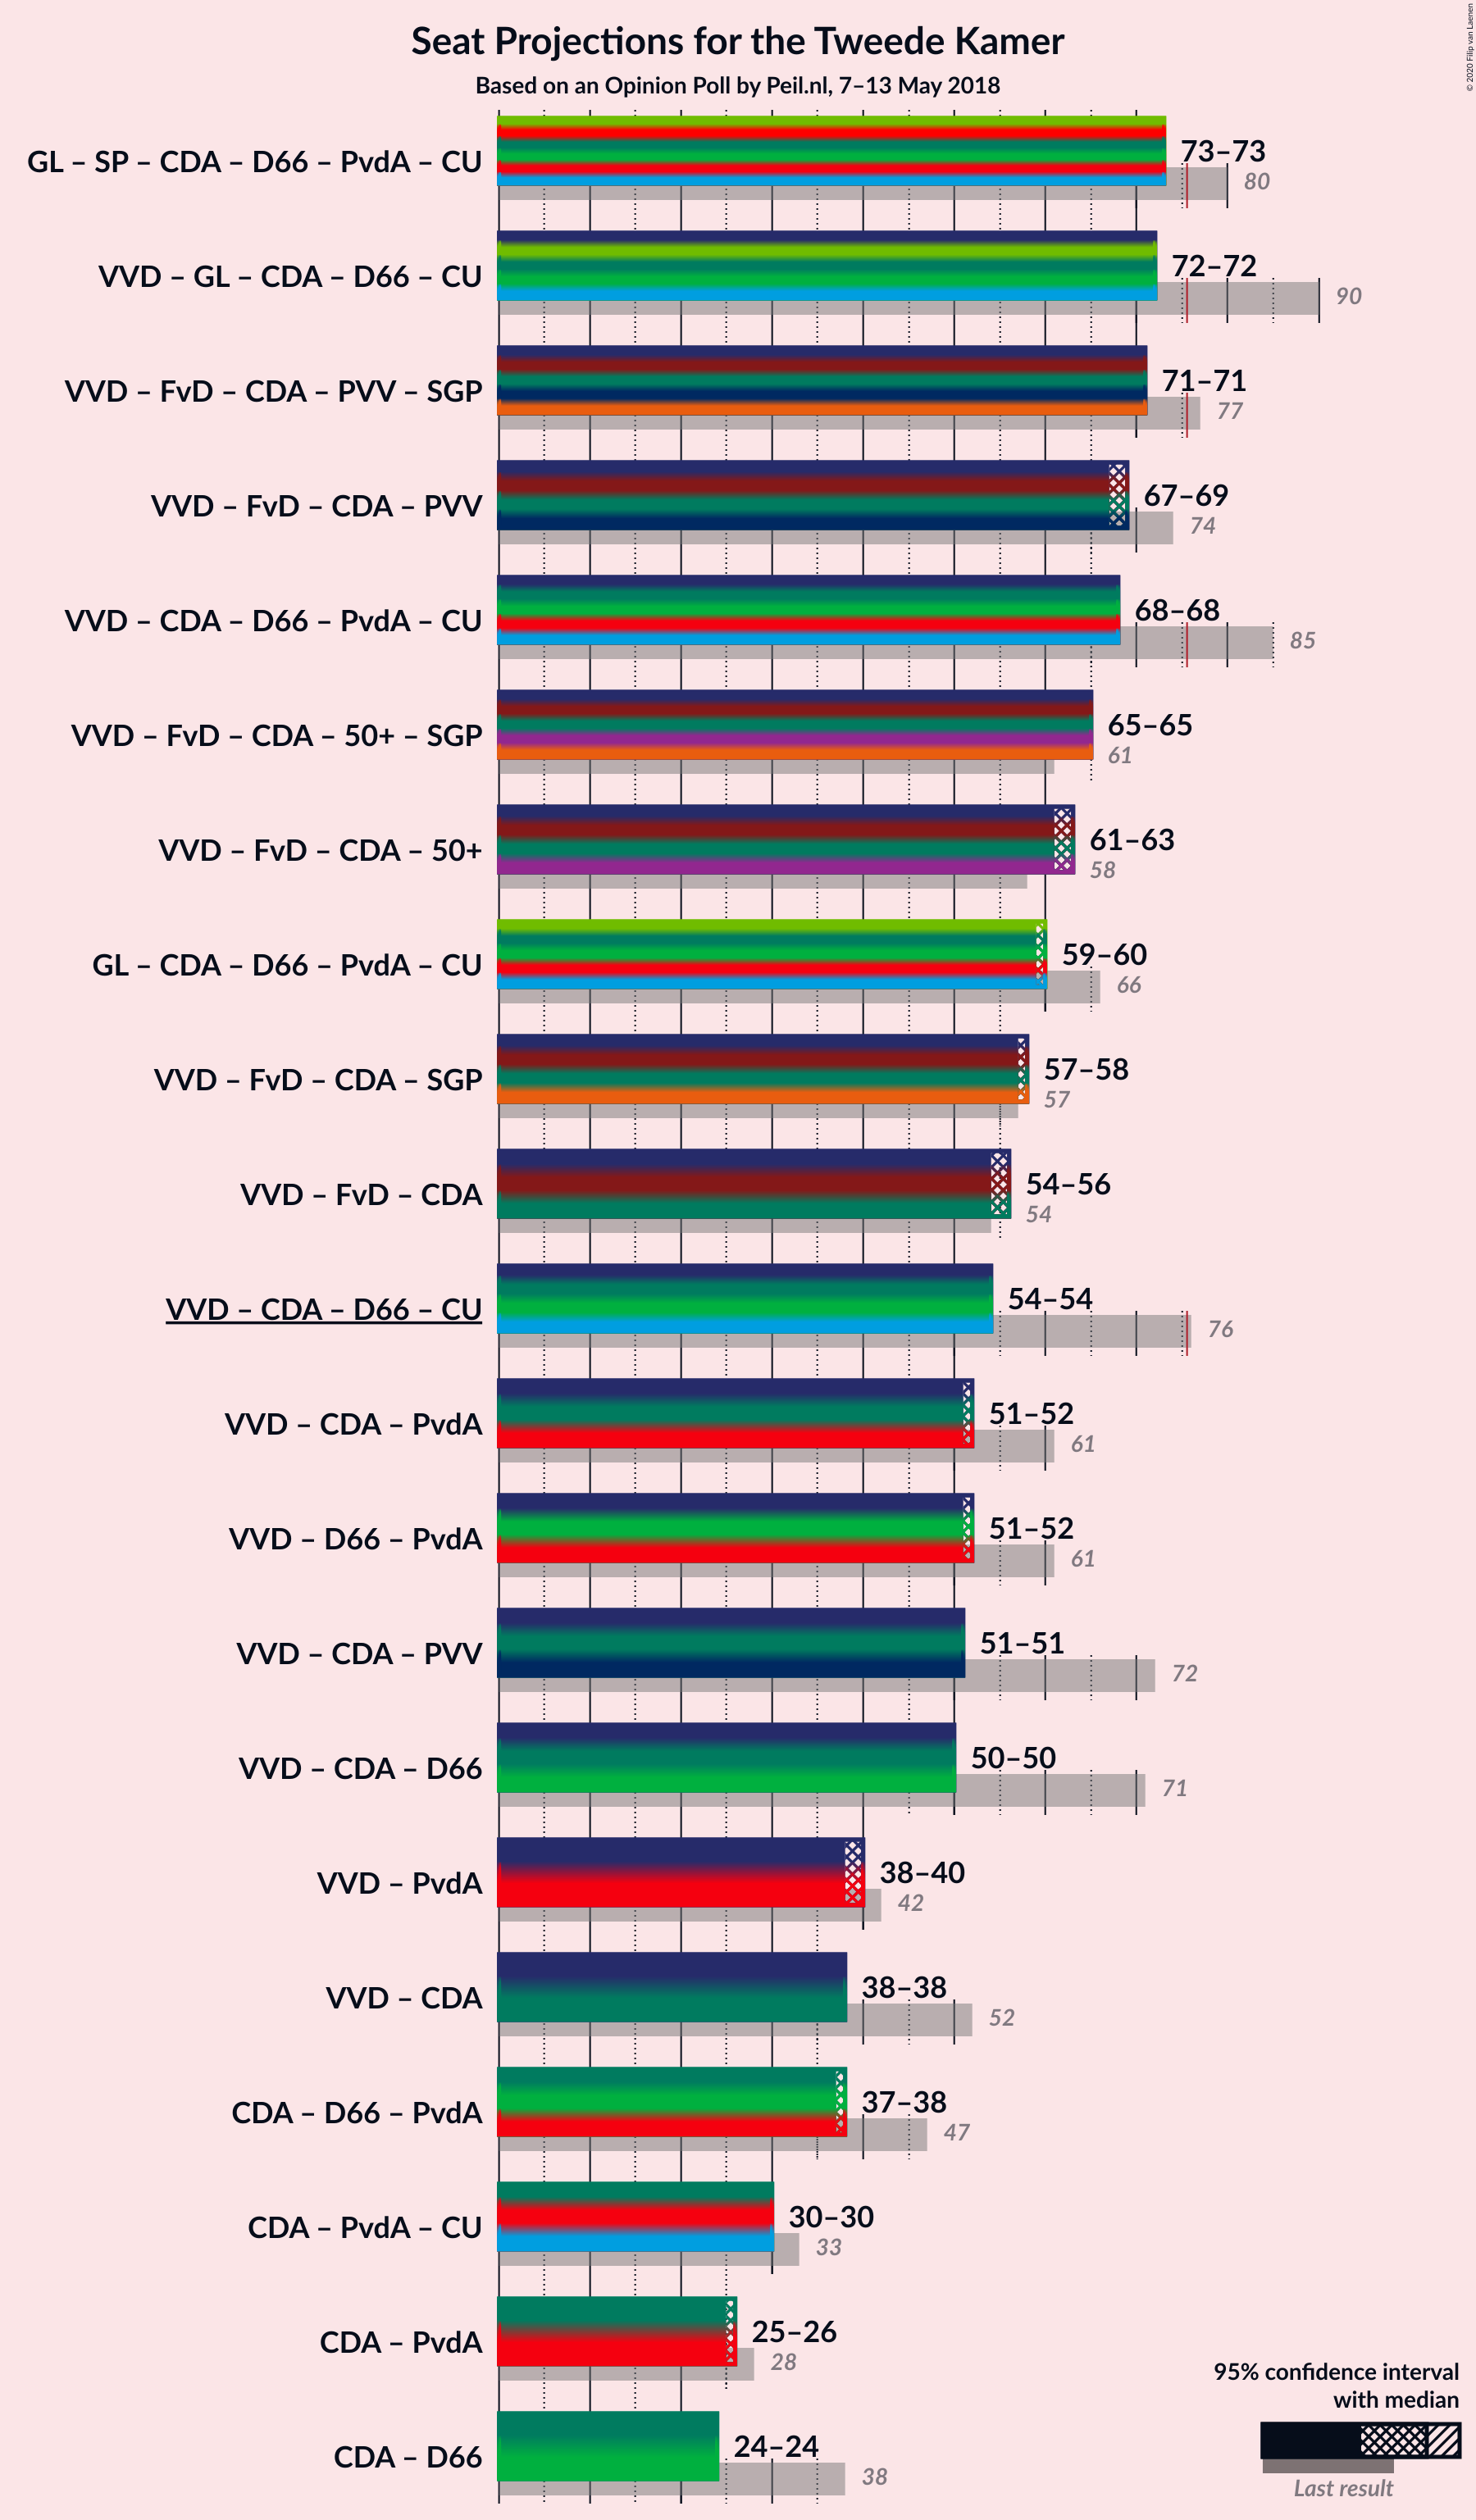 © 2020 Filip van Laenen
Seat Projections for the Tweede Kamer
Based on an Opinion Poll by Peil.nl, 7–13 May 2018
GL – SP – CDA – D66 – PvdA – CU 73–73
80
VVD – GL – CDA – D66 – CU 72–72
90
VVD – FvD – CDA – PVV – SGP 71–71
77
VVD – FvD – CDA – PVV 67–69
74
VVD – CDA – D66 – PvdA – CU 68–68
85
VVD – FvD – CDA – 50+ – SGP 65–65
61
VVD – FvD – CDA – 50+ 61–63
58
GL – CDA – D66 – PvdA – CU 59–60
66
VVD – FvD – CDA – SGP 57–58
57
VVD – FvD – CDA 54–56
54
VVD – CDA – D66 – CU 54–54
76
VVD – CDA – PvdA 51–52
61
VVD – D66 – PvdA 51–52
61
VVD – CDA – PVV 51–51
72
VVD – CDA – D66 50–50
71
VVD – PvdA 38–40
42
VVD – CDA 38–38
52
CDA – D66 – PvdA 37–38
47
CDA – PvdA – CU 30–30
33
CDA – PvdA 25–26
28
CDA – D66 24–24
38
95% confidence interval
with median
Last result